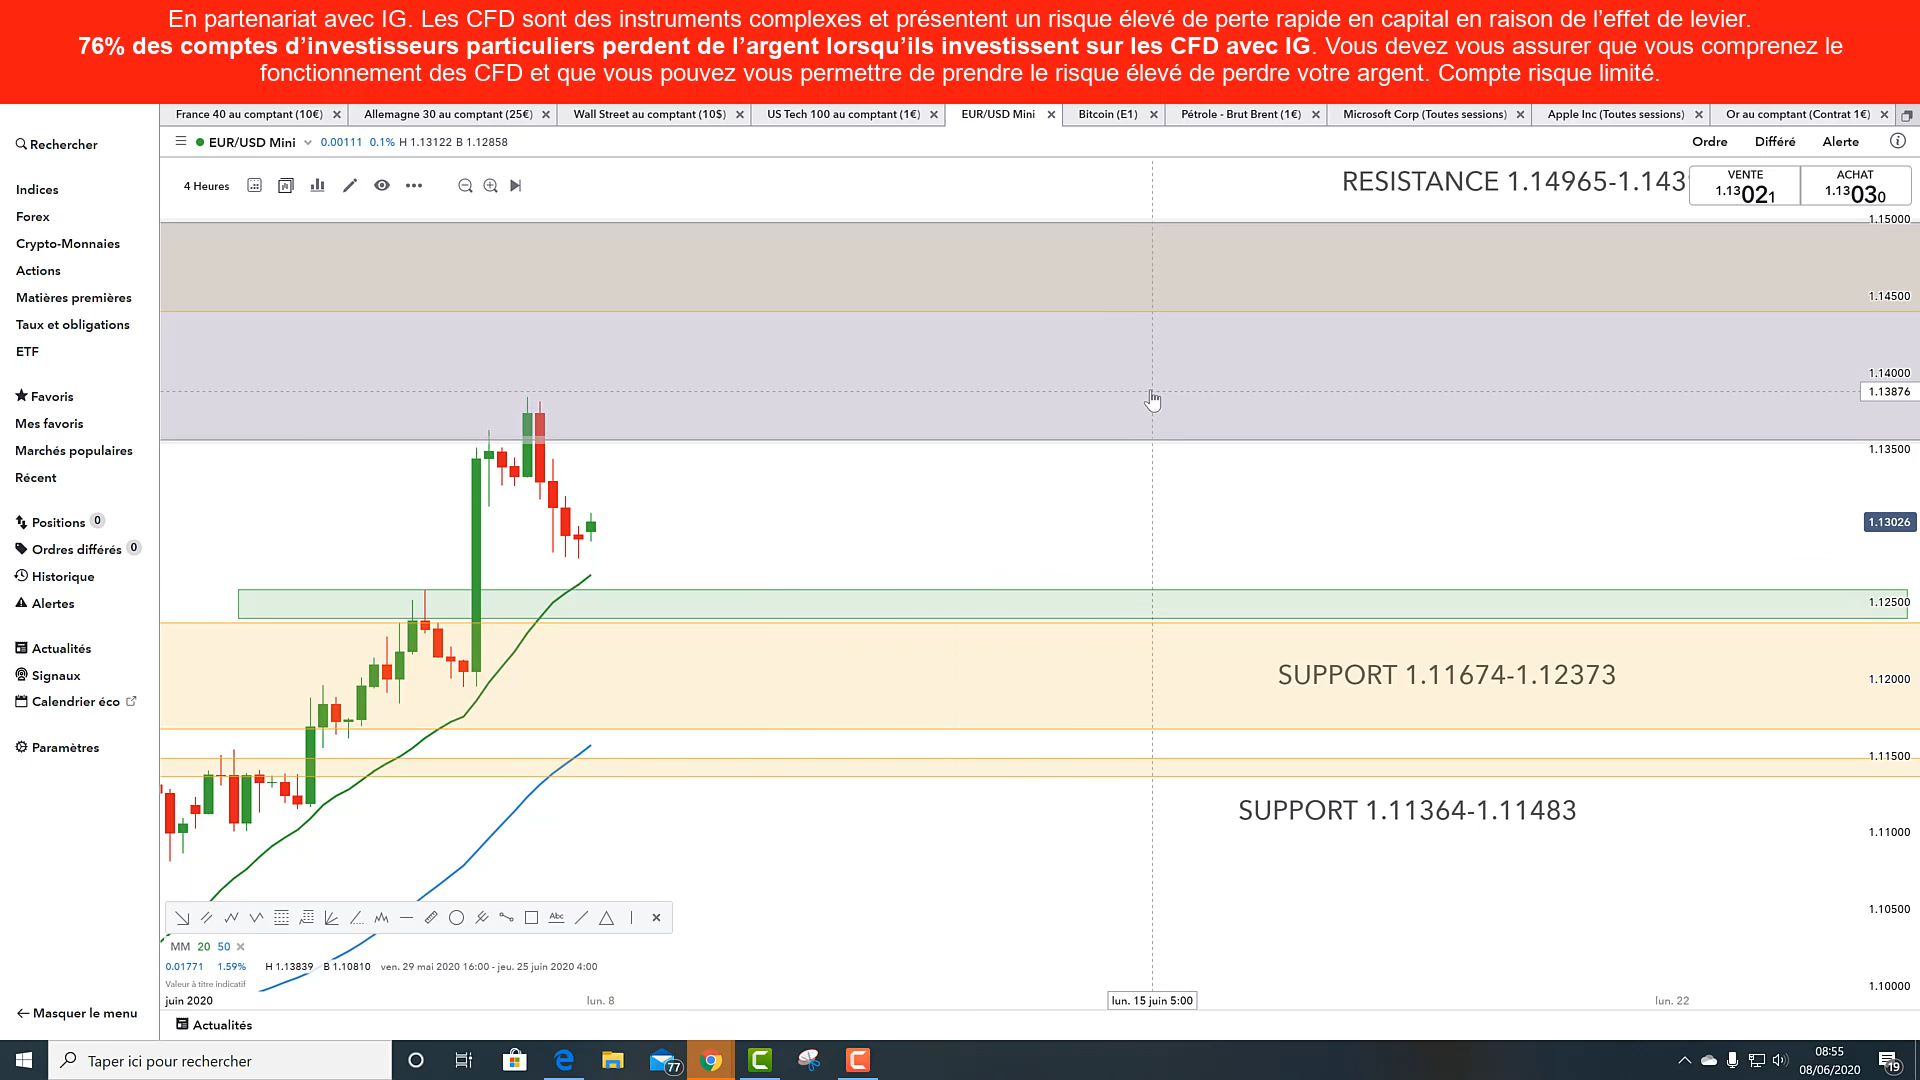 En partenariat avec IG. Les CFD sont des instruments complexes et présentent un risque élevé de perte rapide en capital en raison de l'effet de levier.
76% des comptes d'investisseurs particuliers perdent de l'argent lorsqu'ils investissent sur les CFD avec IG. Vous devez vous assurer que vous comprenez le
fonctionnement des CFD et que vous pouvez vous permettre de prendre le risque élevé de perdre votre argent. Compte risque limité.
France 40 au comptant (10€)
Allemagne 30 au comptant (25€)
Wall Street au comptant (10$)
US Tech 100 au comptant (1€)
EUR/USD Mini
Bitcoin (E1)
Pétrole - Brut Brent (1€)
Microsoft Corp (Toutes sessions)
Apple Inc (Toutes sessions)
Or au comptant (Contrat 1€)
Rechercher
Indices
Forex
Crypto-Monnaies
Actions
Matières premières
Taux et obligations
ETF
Favoris
Mes favoris
Marchés populaires
Récent
Positions 0
Ordres différés 0
Historique
Alertes
Actualités
Signaux
Calendrier éco
Paramètres
Masquer le menu
EUR/USD Mini 0.00111 0.1% H 1.13122 B 1.12858
Ordre Différé Alerte
4 Heures
RESISTANCE 1.14965-1.143
VENTE
1.13021
ACHAT
1.13030
1.15000
1.14500
1.14000
1.13876
1.13500
1.13026
1.12500
1.12000
1.11500
1.11000
1.10500
1.10000
SUPPORT 1.11674-1.12373
SUPPORT 1.11364-1.11483
Abc
MM 20 50
0.01771 1.59% H 1.13839 B 1.10810 ven. 29 mai 2020 16:00 - jeu. 25 juin 2020 4:00
Valeur à titre indicatif
juin 2020
lun. 8
lun. 15 juin 5:00
lun. 22
Actualités
Taper ici pour rechercher
77
08:55
08/06/2020
19